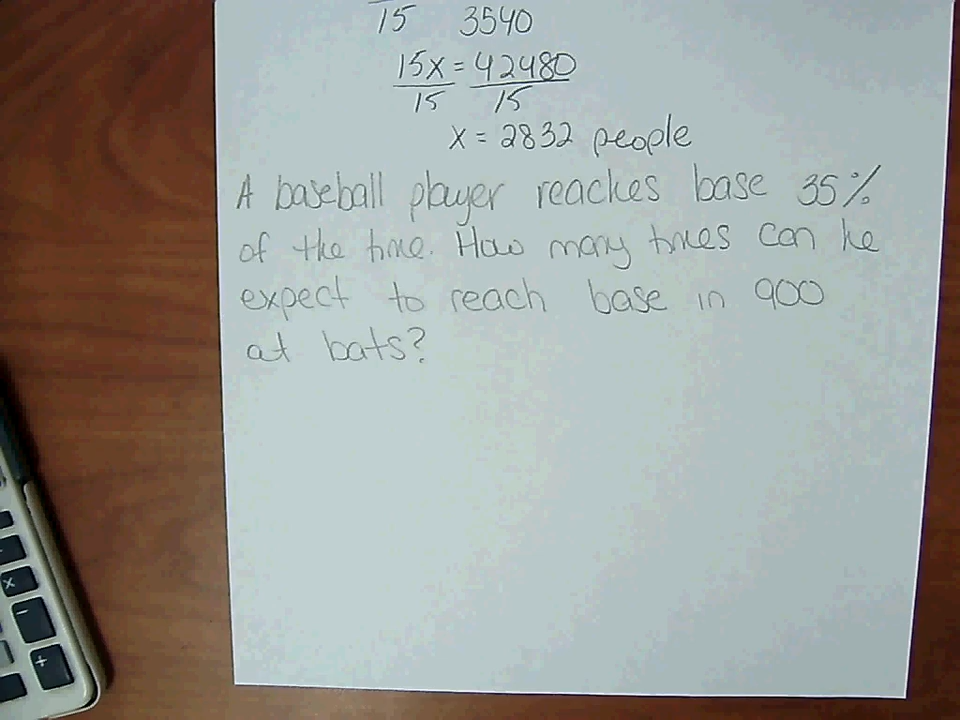 15 3540
15x = 42480
15 15
x = 2832 people
A baseball player reaches base 35%
of the time. How many times can he
expect to reach base in 900
at bats?
x
-
+